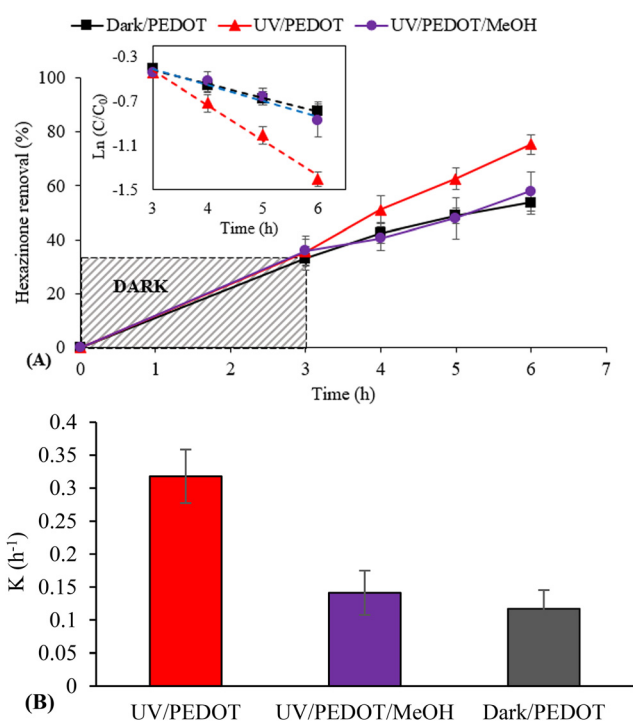 Dark/PEDOT UV/PEDOT UV/PEDOT/MeOH
100
80
60
40
20
0
Hexazinone removal (%)
-0.3
-0.7
-1.1
-1.5
Ln (C/C₀)
3 4 5 6
Time (h)
DARK
(A)
0 1 2 3 4 5 6 7
Time (h)
0.4
0.35
0.3
0.25
0.2
0.15
0.1
0.05
0
K (h⁻¹)
(B)
UV/PEDOT UV/PEDOT/MeOH Dark/PEDOT